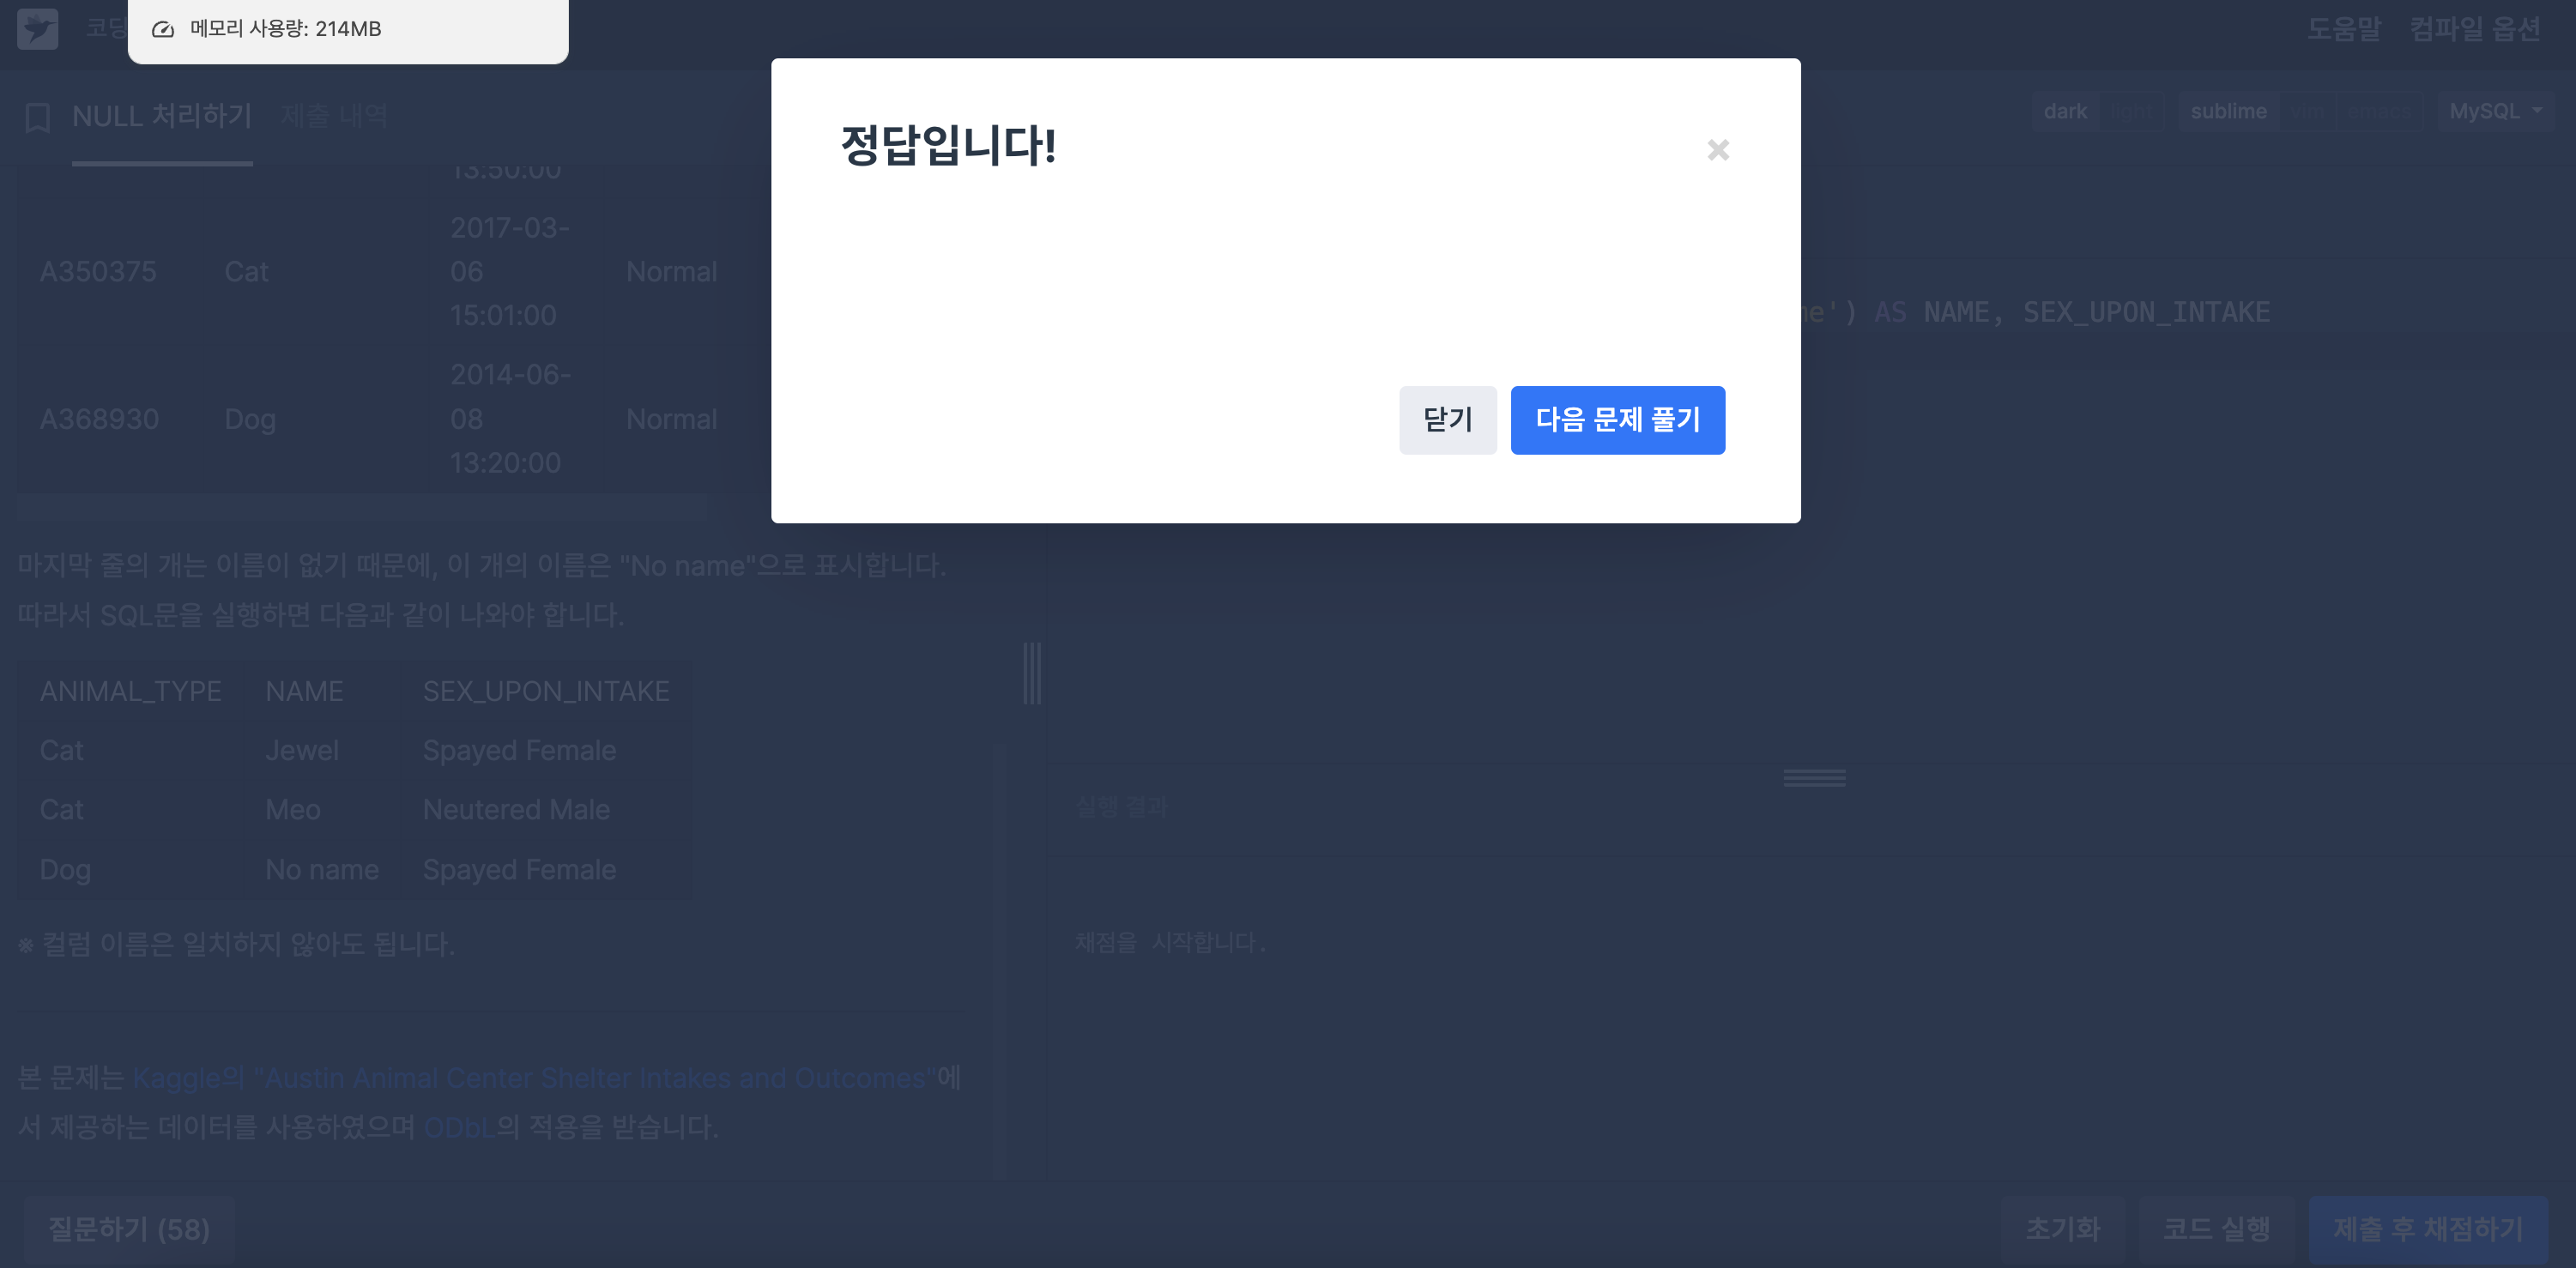 코딩
메모리 사용량: 214MB
도움말 컴파일 옵션
NULL 처리하기 제출 내역
dark light sublime vim emacs MySQL
정답입니다!
×
닫기 다음 문제 풀기
13:50:00
A350375 Cat 2017-03-
06
15:01:00 Normal
A368930 Dog 2014-06-
08
13:20:00 Normal
마지막 줄의 개는 이름이 없기 때문에, 이 개의 이름은 "No name"으로 표시합니다.
따라서 SQL문을 실행하면 다음과 같이 나와야 합니다.
ANIMAL_TYPE NAME SEX_UPON_INTAKE
Cat Jewel Spayed Female
Cat Meo Neutered Male
Dog No name Spayed Female
※ 컬럼 이름은 일치하지 않아도 됩니다.
본 문제는 Kaggle의 "Austin Animal Center Shelter Intakes and Outcomes"에
서 제공하는 데이터를 사용하였으며 ODbL의 적용을 받습니다.
me') AS NAME, SEX_UPON_INTAKE
실행 결과
채점을 시작합니다.
질문하기 (58)
초기화 코드 실행 제출 후 채점하기